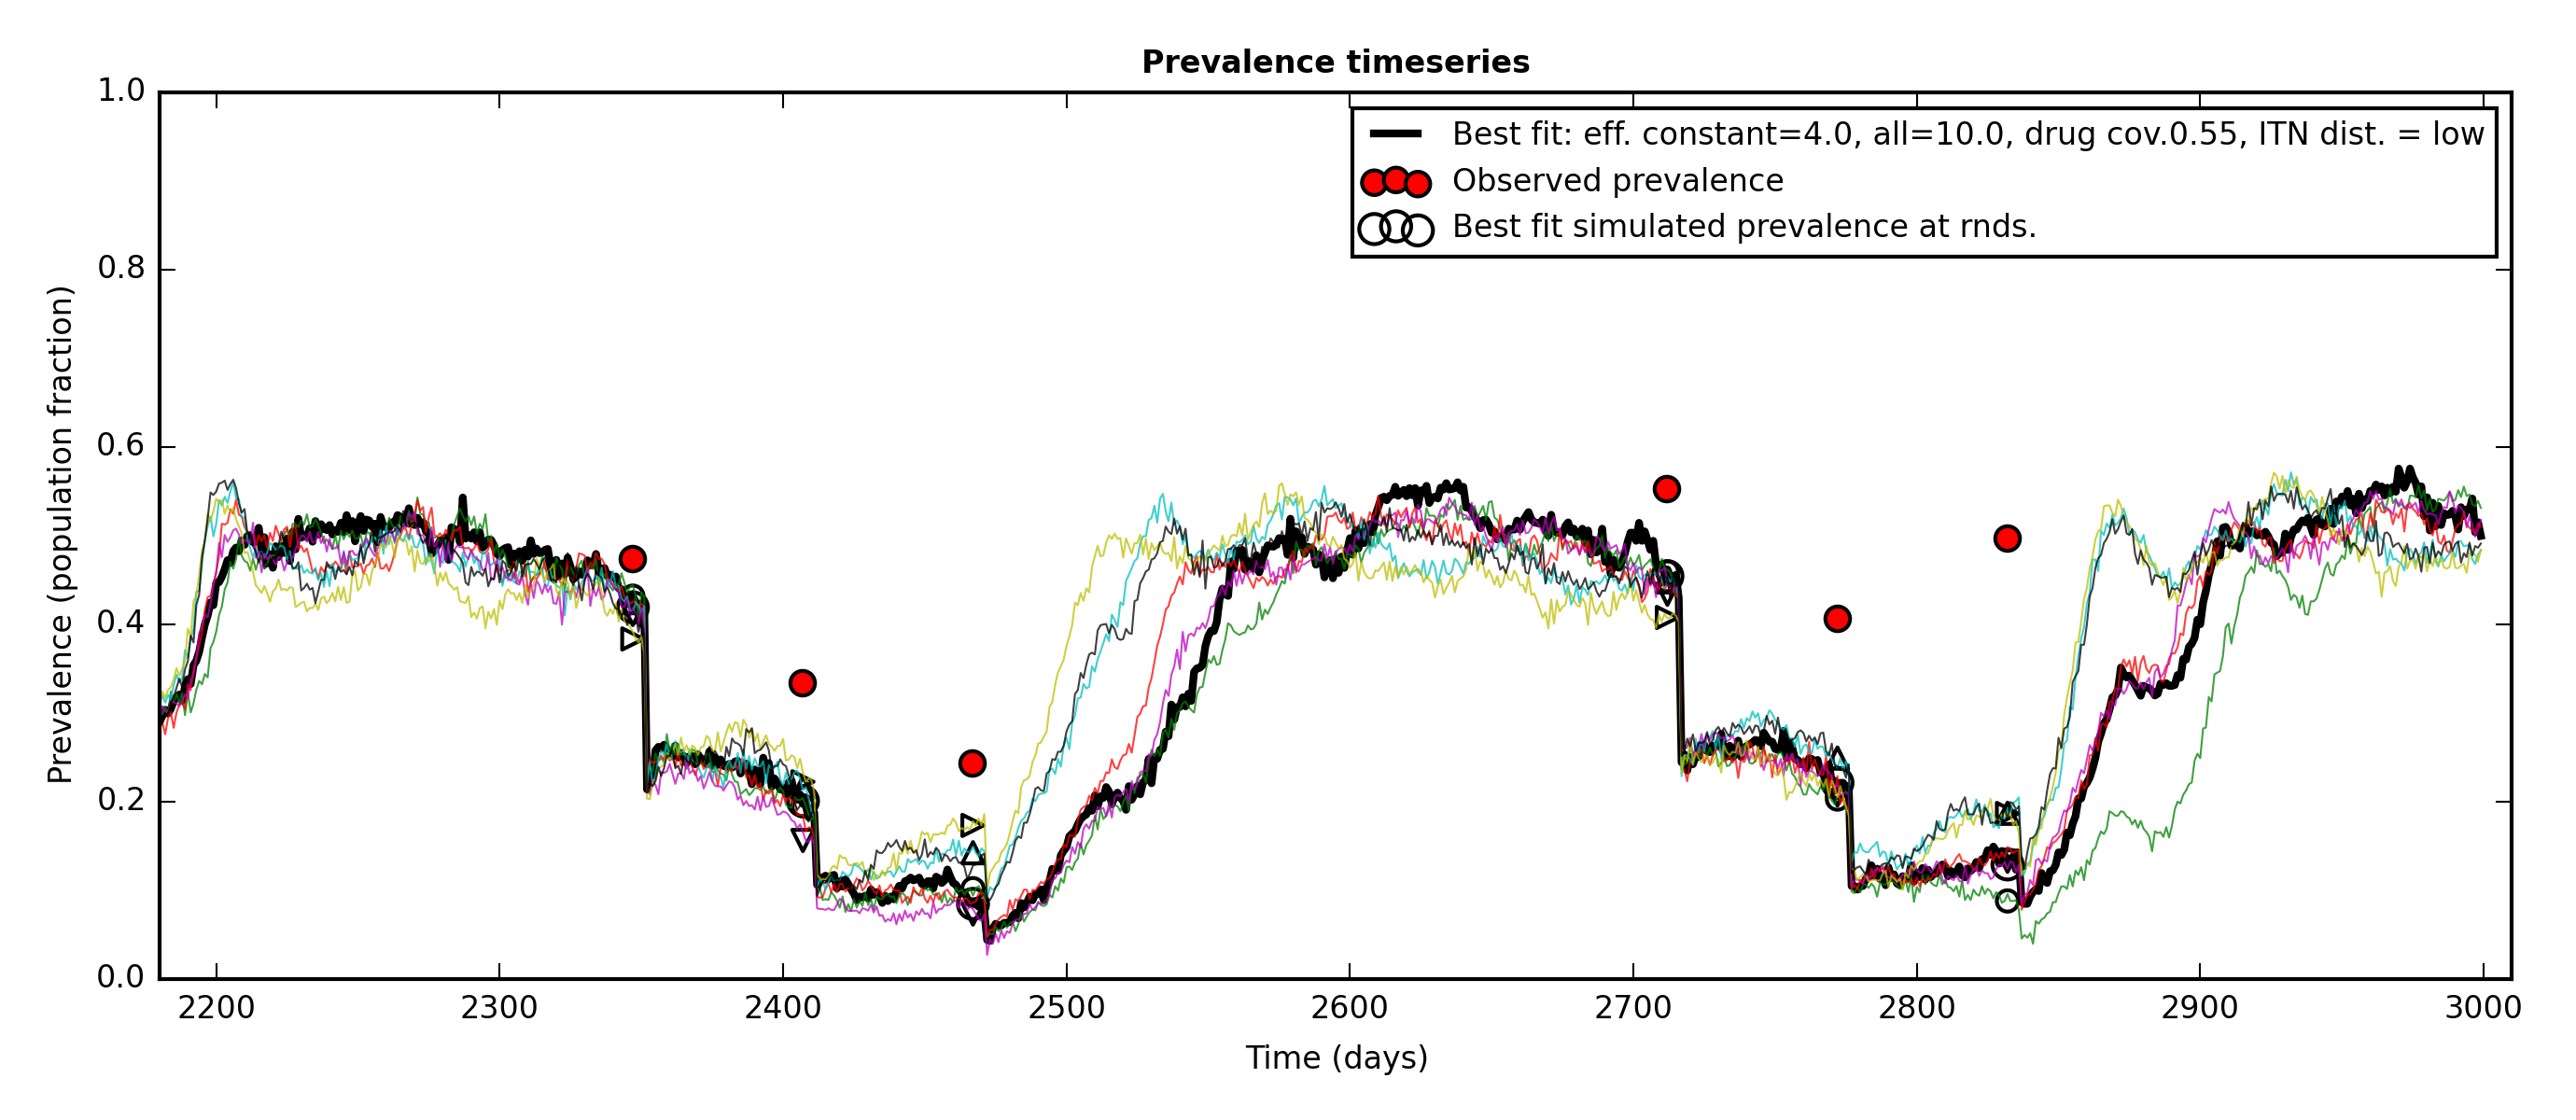 Prevalence timeseries
1.0
0.8
0.6
0.4
0.2
0.0
Prevalence (population fraction)
Best fit: eff. constant=4.0, all=10.0, drug cov.0.55, ITN dist. = low
Observed prevalence
Best fit simulated prevalence at rnds.
2200 2300 2400 2500 2600 2700 2800 2900 3000
Time (days)